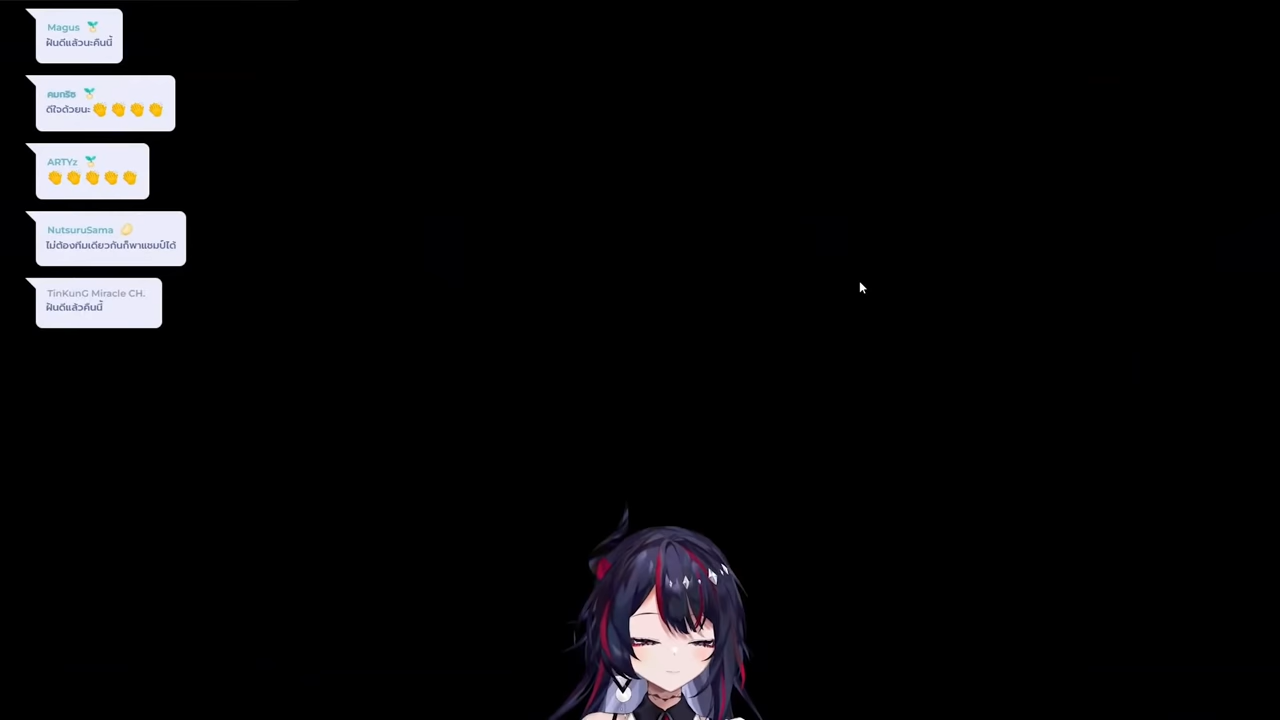 Magus
ฝันดีแล้วนะคืนนี้
คมกริช
ดีใจด้วยนะ 👏 👏 👏 👏
ARTYz
👏 👏 👏 👏 👏
NutsuruSama
ไม่ต้องทีมเดียวกันก็พาแชมป์ได้
TinKunG Miracle CH.
ฝันดีแล้วคืนนี้